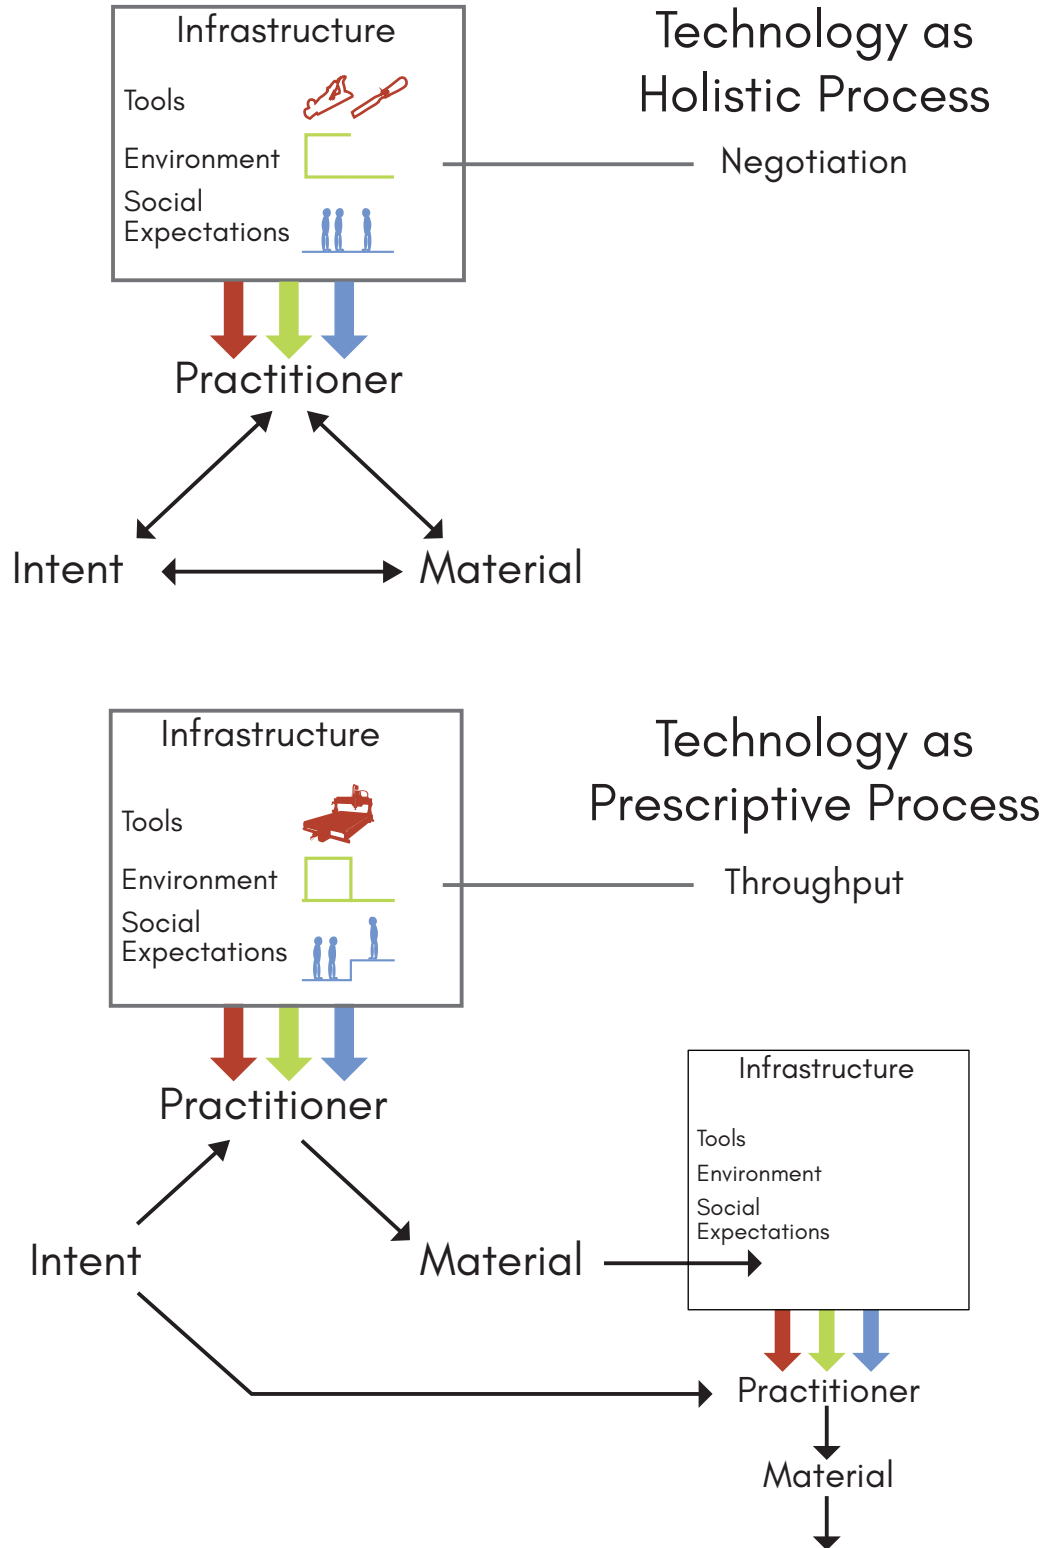 Infrastructure
Tools
Environment
Social
Expectations
Technology as
Holistic Process
Negotiation
Practitioner
Intent
Material
Infrastructure
Tools
Environment
Social
Expectations
Technology as
Prescriptive Process
Throughput
Practitioner
Intent
Material
Infrastructure
Tools
Environment
Social
Expectations
Practitioner
Material